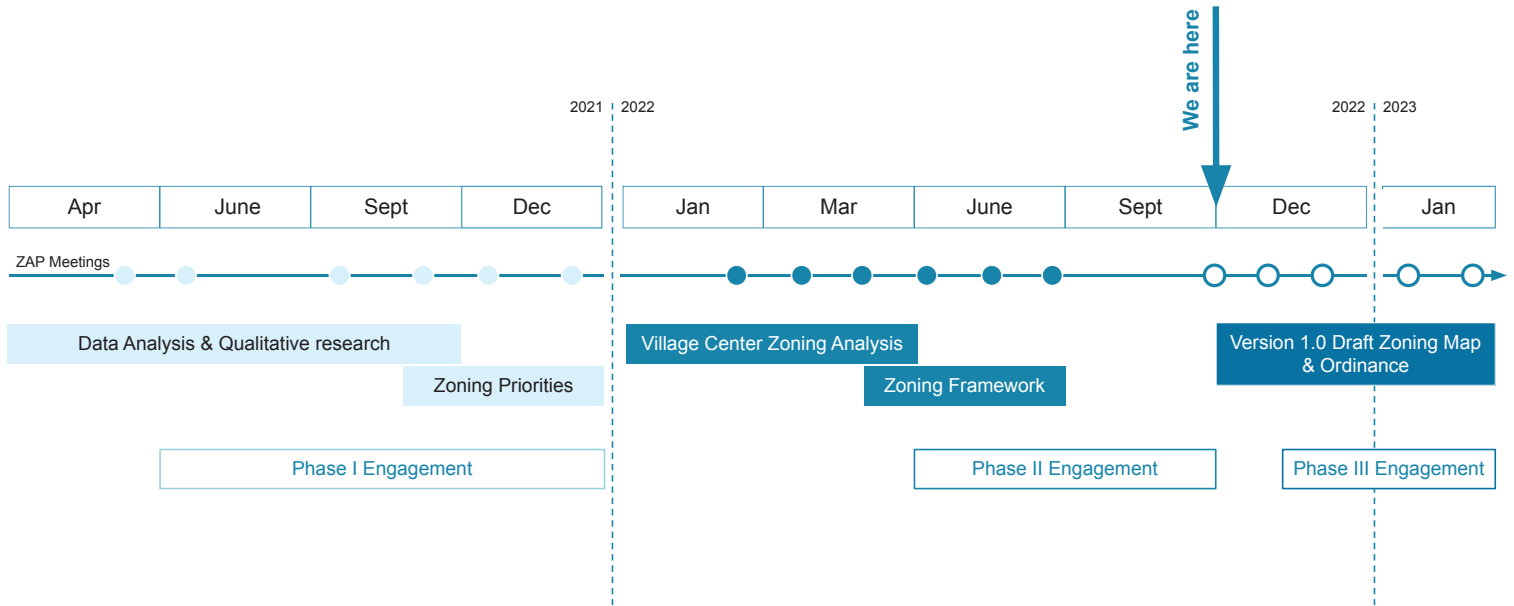 We are here
2021
2022
2022
2023
Apr
June
Sept
Dec
Jan
Mar
June
Sept
Dec
Jan
ZAP Meetings
Data Analysis & Qualitative research
Village Center Zoning Analysis
Version 1.0 Draft Zoning Map
& Ordinance
Zoning Priorities
Zoning Framework
Phase I Engagement
Phase II Engagement
Phase III Engagement